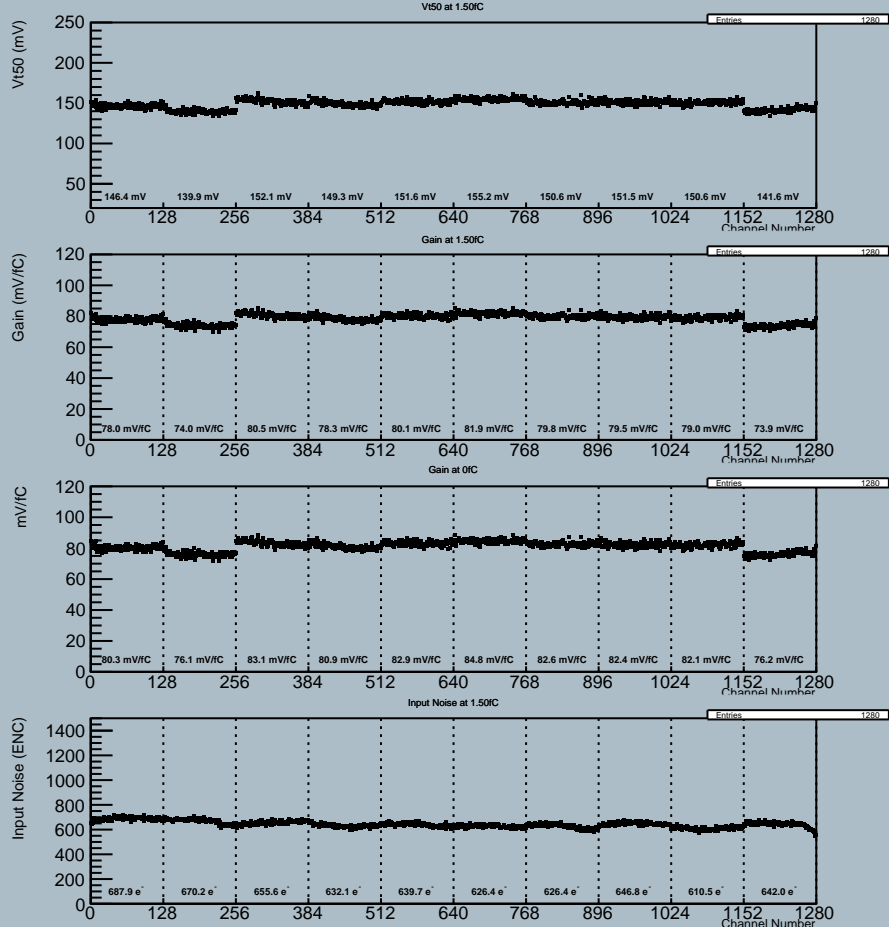 Vt50 at 1.50fC
Entries 1280
Vt50 (mV)
250
200
150
100
50
146.4 mV 139.9 mV 152.1 mV 149.3 mV 151.6 mV 155.2 mV 150.6 mV 151.5 mV 150.6 mV 141.6 mV
0 128 256 384 512 640 768 896 1024 1152 1280
Channel Number
Gain at 1.50fC
Entries 1280
Gain (mV/fC)
120
100
80
60
40
20
0
78.0 mV/fC 74.0 mV/fC 80.5 mV/fC 78.3 mV/fC 80.1 mV/fC 81.9 mV/fC 79.8 mV/fC 79.5 mV/fC 79.0 mV/fC 73.9 mV/fC
0 128 256 384 512 640 768 896 1024 1152 1280
Channel Number
Gain at 0fC
Entries 1280
mV/fC
120
100
80
60
40
20
0
80.3 mV/fC 76.1 mV/fC 83.1 mV/fC 80.9 mV/fC 82.9 mV/fC 84.8 mV/fC 82.6 mV/fC 82.4 mV/fC 82.1 mV/fC 76.2 mV/fC
0 128 256 384 512 640 768 896 1024 1152 1280
Channel Number
Input Noise at 1.50fC
Entries 1280
Input Noise (ENC)
1400
1200
1000
800
600
400
200
0
687.9 e⁻ 670.2 e⁻ 655.6 e⁻ 632.1 e⁻ 639.7 e⁻ 626.4 e⁻ 626.4 e⁻ 646.8 e⁻ 610.5 e⁻ 642.0 e⁻
0 128 256 384 512 640 768 896 1024 1152 1280
Channel Number